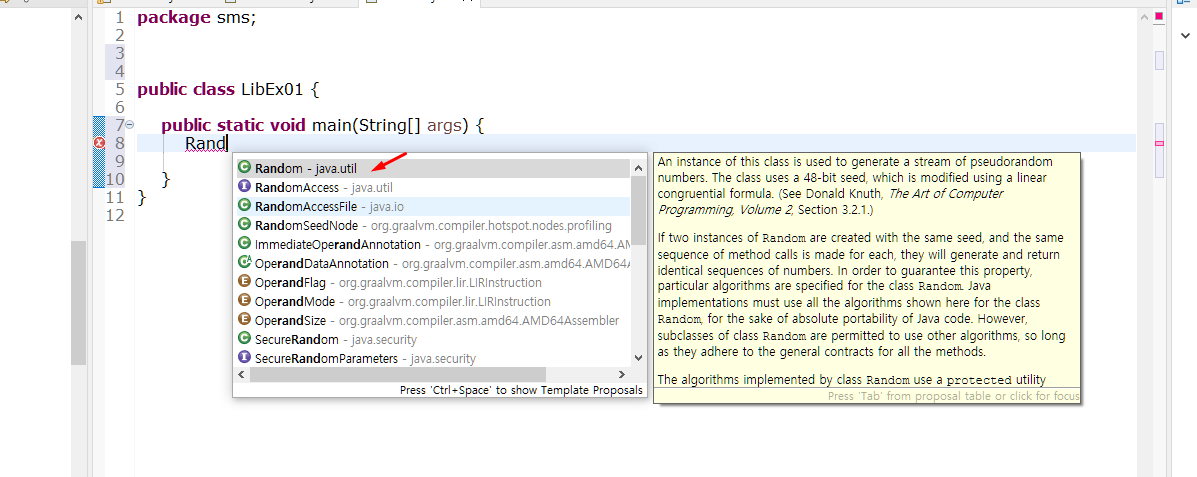 1 package sms;
2
3
4
5 public class LibEx01 {
6
7 public static void main(String[] args) {
8 Rand
9
10 }
11 }
12
Random - java.util
RandomAccess - java.util
RandomAccessFile - java.io
RandomSeedNode - org.graalvm.compiler.hotspot.nodes.profiling
ImmediateOperandAnnotation - org.graalvm.compiler.asm.amd64.AM
OperandDataAnnotation - org.graalvm.compiler.asm.amd64.AMD64A
OperandFlag - org.graalvm.compiler.lir.LIRInstruction
OperandMode - org.graalvm.compiler.lir.LIRInstruction
OperandSize - org.graalvm.compiler.asm.amd64.AMD64Assembler
SecureRandom - java.security
SecureRandomParameters - java.security
Press 'Ctrl+Space' to show Template Proposals
An instance of this class is used to generate a stream of pseudorandom
numbers. The class uses a 48-bit seed, which is modified using a linear
congruential formula. (See Donald Knuth, The Art of Computer
Programming, Volume 2, Section 3.2.1.)
If two instances of Random are created with the same seed, and the same
sequence of method calls is made for each, they will generate and return
identical sequences of numbers. In order to guarantee this property,
particular algorithms are specified for the class Random. Java
implementations must use all the algorithms shown here for the class
Random, for the sake of absolute portability of Java code. However,
subclasses of class Random are permitted to use other algorithms, so long
as they adhere to the general contracts for all the methods.
The algorithms implemented by class Random use a protected utility
Press 'Tab' from proposal table or click for focus